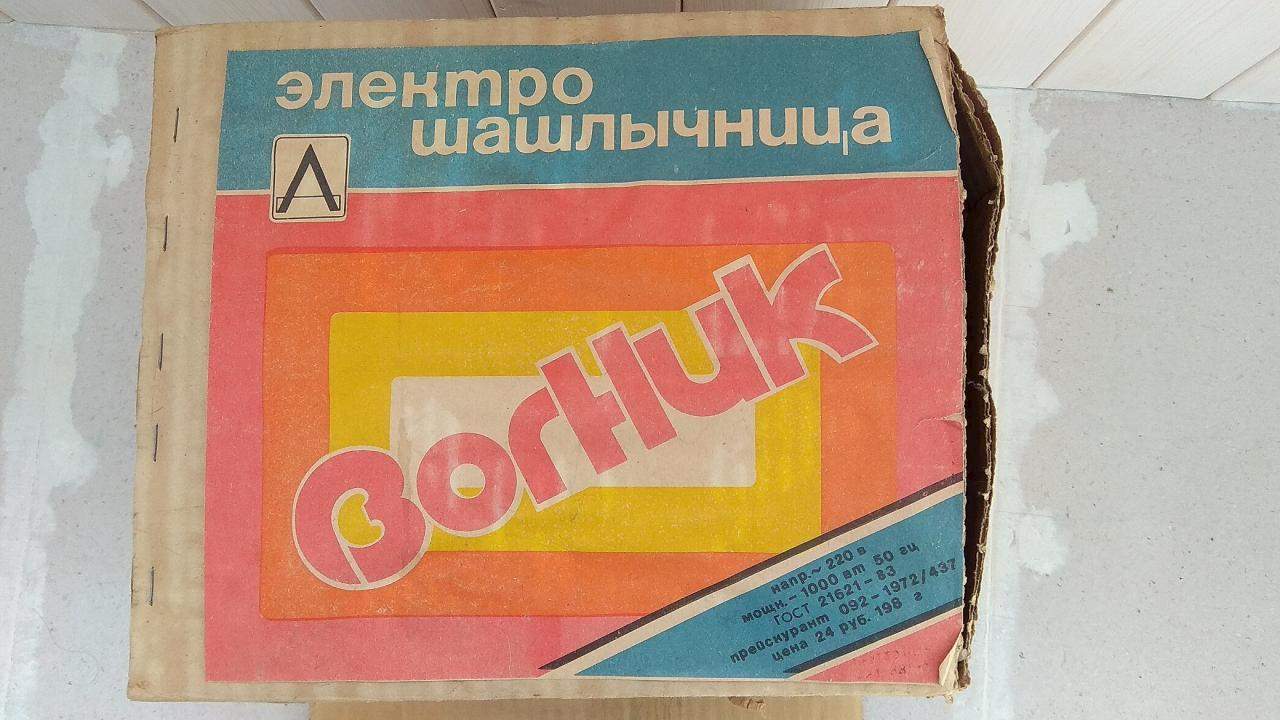 электро
шашлычница
Вогник
напр.~ 220 в
мощн.- 1000 вт 50 гц
ГОСТ 21621-83
прейскурант 092-1972/437
цена 24 руб. 198 г